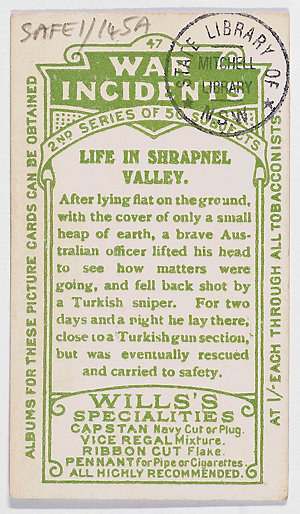 SAFE1/145A
47
WAR
INCIDENTS
2ND SERIES OF 50 SUBJECTS
STATE LIBRARY OF N.S.W.
MITCHELL
LIBRARY
LIFE IN SHRAPNEL
VALLEY.
After lying flat on the ground,
with the cover of only a small
heap of earth, a brave Aus-
tralian officer lifted his head
to see how matters were
going, and fell back shot by
a Turkish sniper. For two
days and a night he lay there,
close to a Turkish gun section,
but was eventually rescued
and carried to safety.
WILLS'S
SPECIALITIES
CAPSTAN Navy Cut or Plug.
VICE REGAL Mixture.
RIBBON CUT Flake.
PENNANT for Pipe or Cigarettes.
ALL HIGHLY RECOMMENDED.
ALBUMS FOR THESE PICTURE CARDS CAN BE OBTAINED
AT 1/- EACH THROUGH ALL TOBACCONISTS